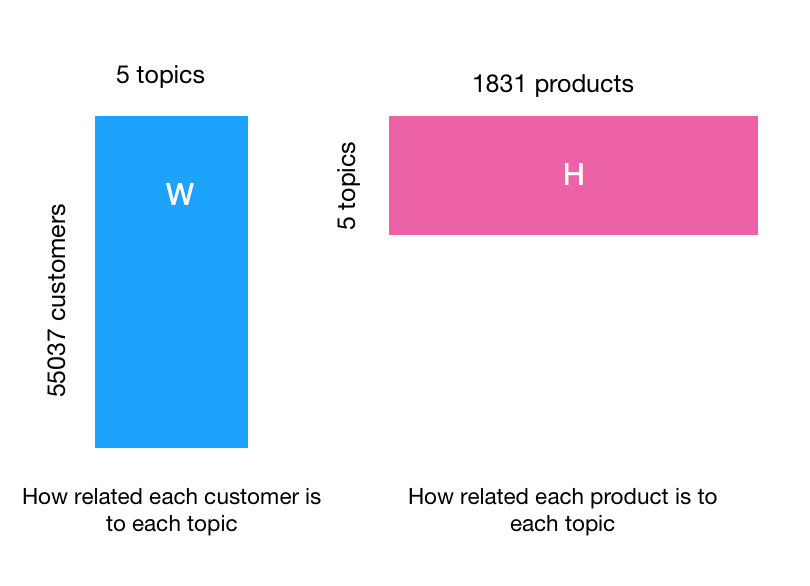 5 topics
1831 products
W
H
5 topics
55037 customers
How related each customer is
to each topic
How related each product is to
each topic